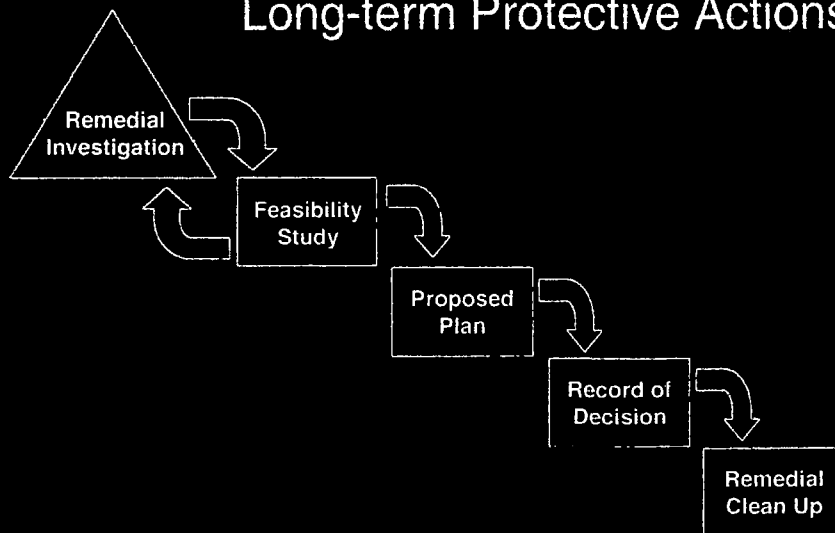 Long-term Protective Actions
Remedial
Investigation
Feasibility
Study
Proposed
Plan
Record of
Decision
Remedial
Clean Up